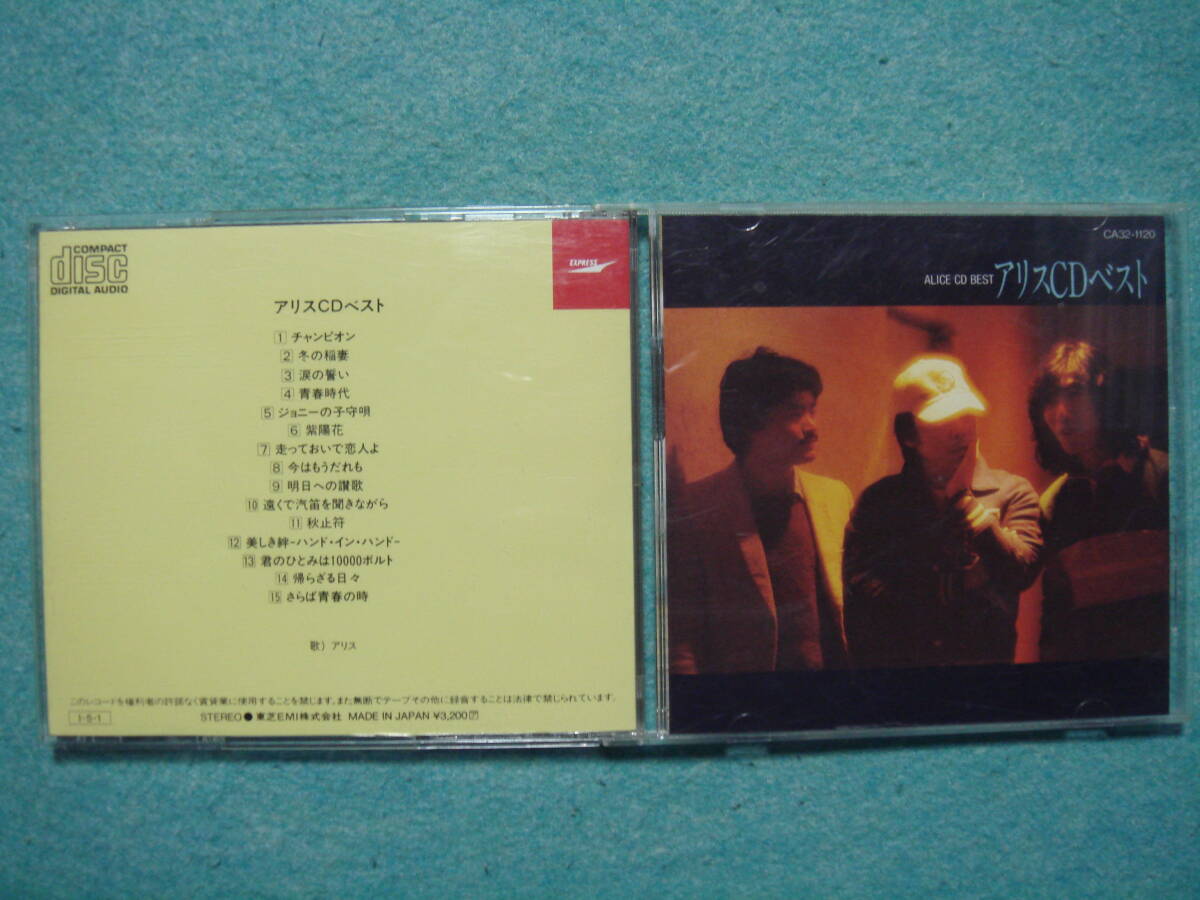 COMPACT
disc
DIGITAL AUDIO
EXPRESS
アリスCDベスト
1 チャンピオン
2 冬の稲妻
3 涙の誓い
4 青春時代
5 ジョニーの子守唄
6 紫陽花
7 走っておいで恋人よ
8 今はもうだれも
9 明日への讃歌
10 遠くで汽笛を聞きながら
11 秋止符
12 美しき絆-ハンド・イン・ハンド-
13 君のひとみは10000ボルト
14 帰らざる日々
15 さらば青春の時
歌) アリス
このレコードを権利者の許諾なく賃貸業に使用することを禁じます。また無断でテープその他に録音することは法律で禁じられています。
I-5-1
STEREO ● 東芝EMI株式会社 MADE IN JAPAN ¥3,200
CA32-1120
ALICE CD BEST アリスCDベスト